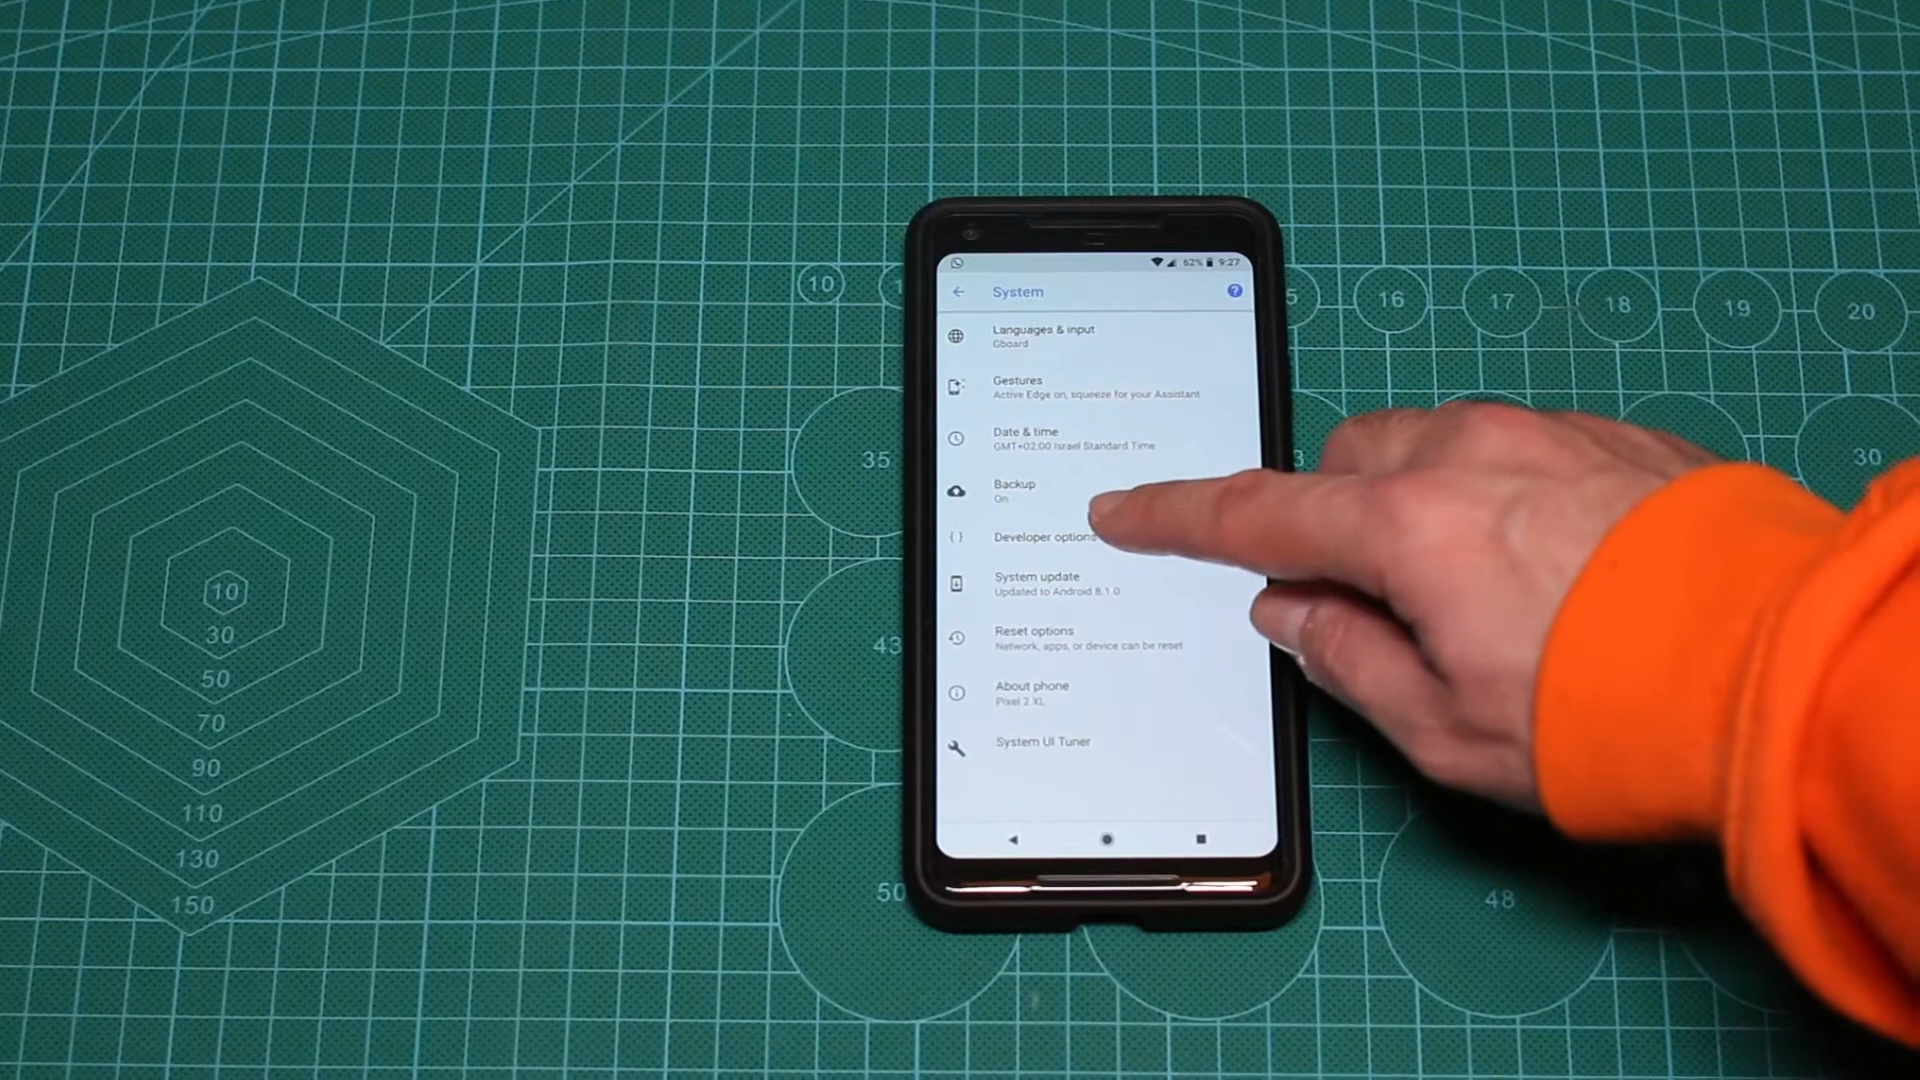 62% 9:27
System
?
Languages & input
Gboard
Gestures
Active Edge on, squeeze for your Assistant
Date & time
GMT+02:00 Israel Standard Time
Backup
On
{ } Developer options
System update
Updated to Android 8.1.0
Reset options
Network, apps, or device can be reset
About phone
Pixel 2 XL
System UI Tuner
10
16
17
18
19
20
35
30
43
50
48
10
30
50
70
90
110
130
150